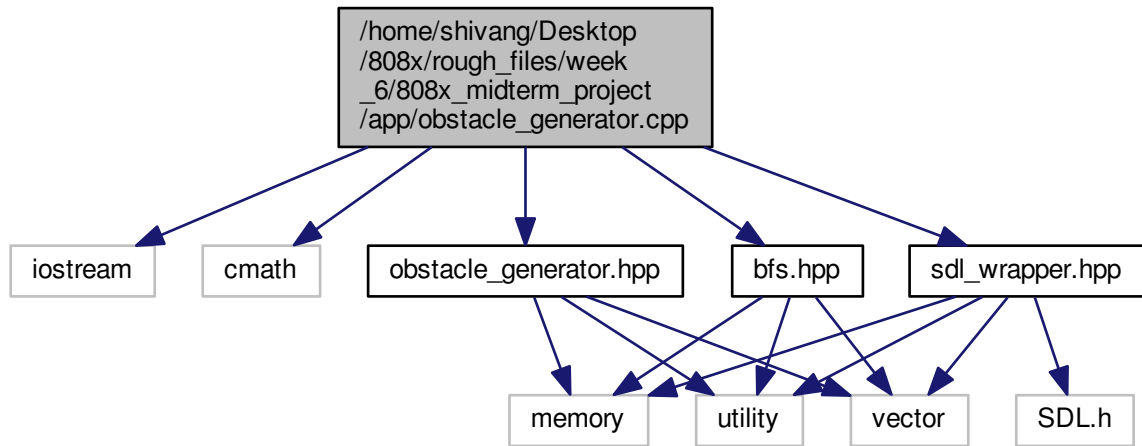 /home/shivang/Desktop
/808x/rough_files/week
_6/808x_midterm_project
/app/obstacle_generator.cpp
iostream
cmath
obstacle_generator.hpp
bfs.hpp
sdl_wrapper.hpp
memory
utility
vector
SDL.h